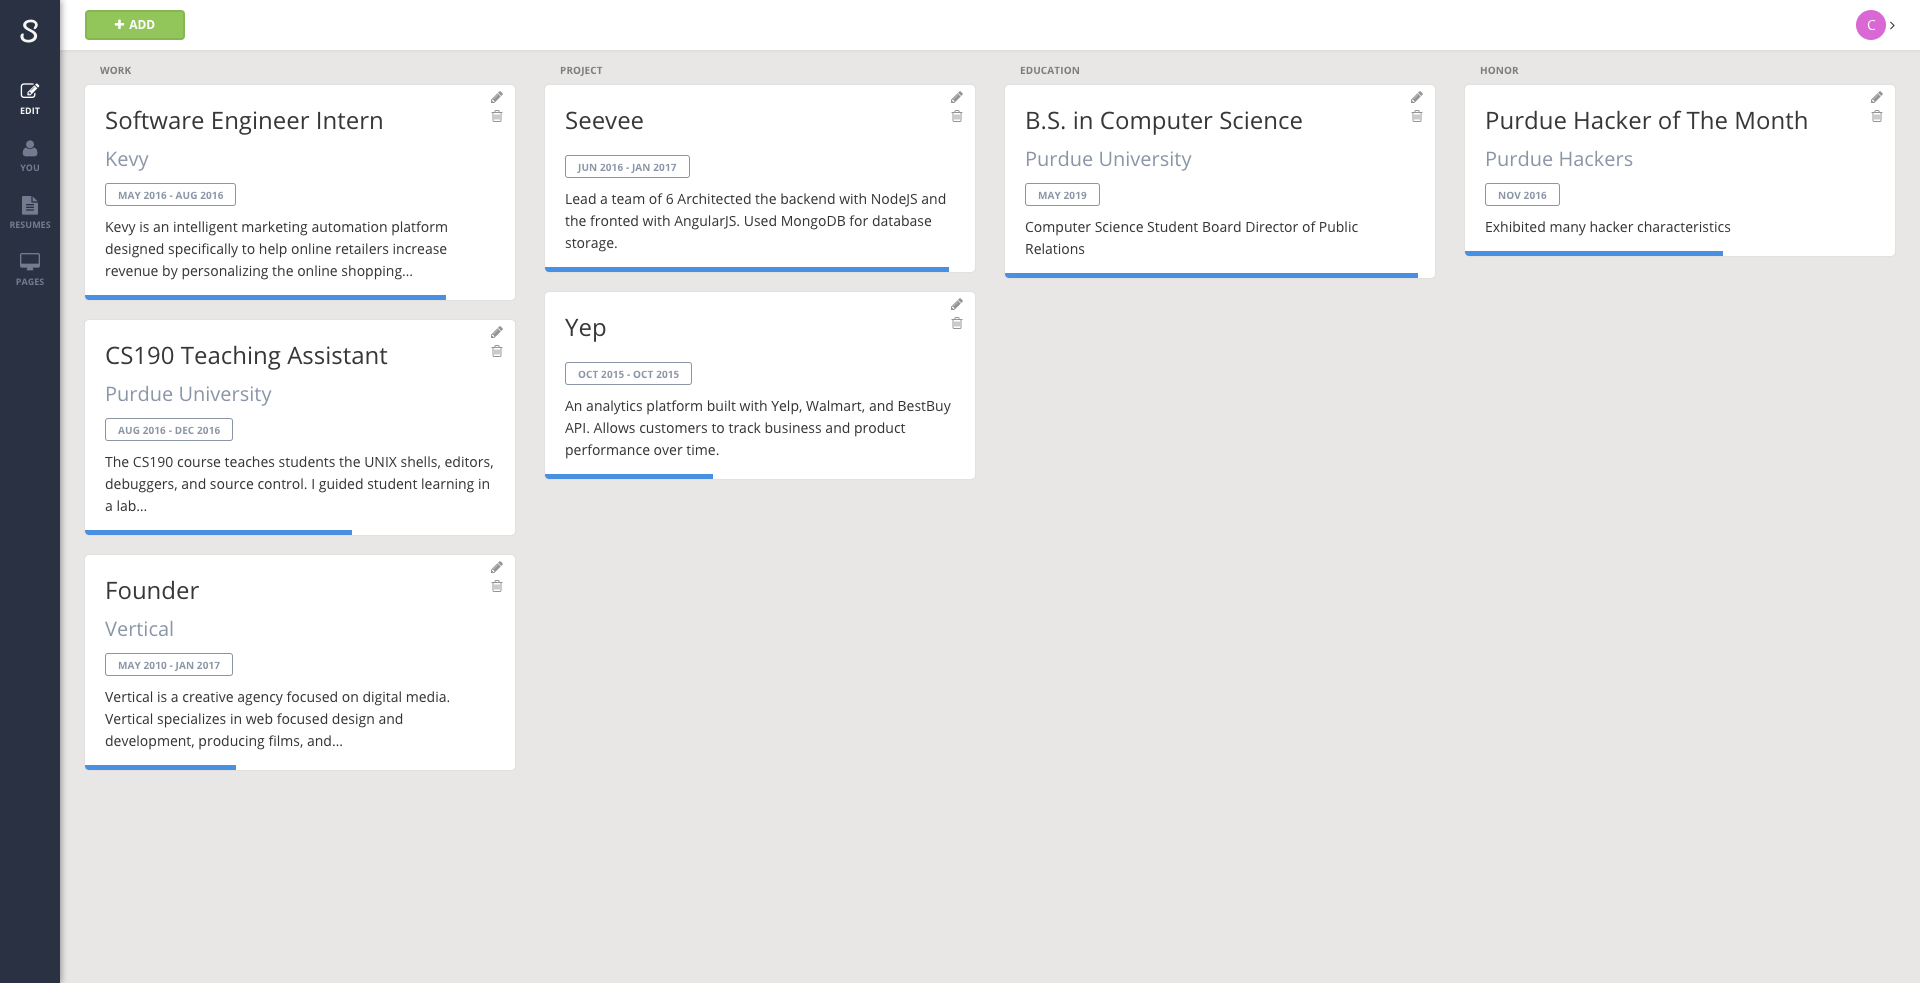 S
+ ADD
C
EDIT
YOU
RESUMES
PAGES
WORK
Software Engineer Intern
Kevy
MAY 2016 - AUG 2016
Kevy is an intelligent marketing automation platform
designed specifically to help online retailers increase
revenue by personalizing the online shopping...
CS190 Teaching Assistant
Purdue University
AUG 2016 - DEC 2016
The CS190 course teaches students the UNIX shells, editors,
debuggers, and source control. I guided student learning in
a lab...
Founder
Vertical
MAY 2010 - JAN 2017
Vertical is a creative agency focused on digital media.
Vertical specializes in web focused design and
development, producing films, and...
PROJECT
Seevee
JUN 2016 - JAN 2017
Lead a team of 6 Architected the backend with NodeJS and
the fronted with AngularJS. Used MongoDB for database
storage.
Yep
OCT 2015 - OCT 2015
An analytics platform built with Yelp, Walmart, and BestBuy
API. Allows customers to track business and product
performance over time.
EDUCATION
B.S. in Computer Science
Purdue University
MAY 2019
Computer Science Student Board Director of Public
Relations
HONOR
Purdue Hacker of The Month
Purdue Hackers
NOV 2016
Exhibited many hacker characteristics